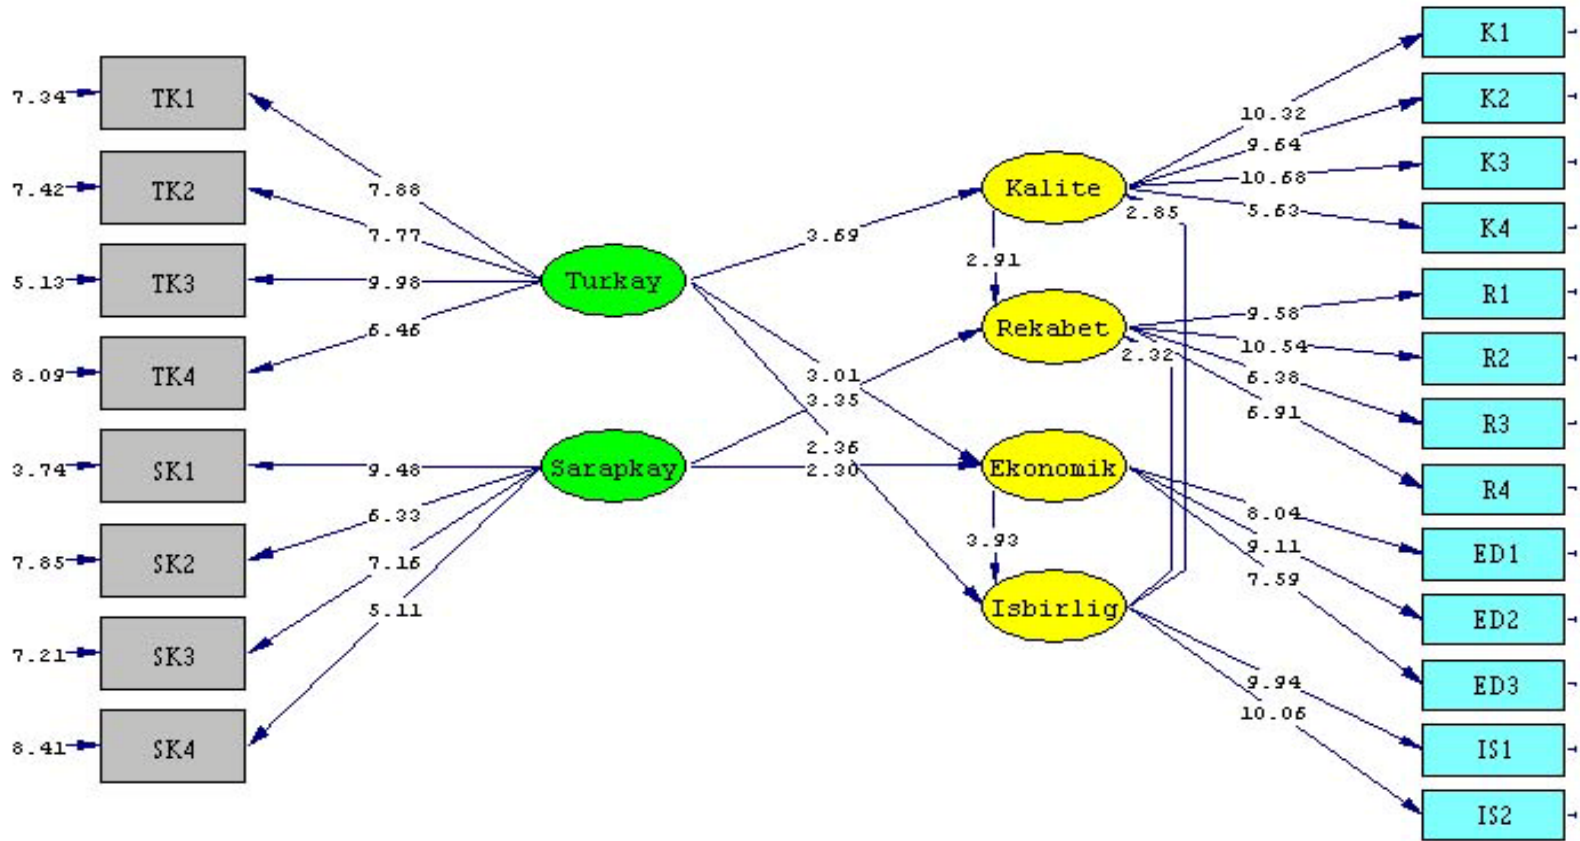 7.34
TK1
7.42
TK2
5.13
TK3
8.09
TK4
3.74
SK1
7.85
SK2
7.21
SK3
8.41
SK4
7.88
7.77
9.98
6.46
9.48
6.33
7.16
5.11
Turkay
Sarapkay
3.69
3.01
3.35
2.36
2.30
Kalite
2.91
Rekabet
Ekonomik
3.93
Isbirlig
2.85
2.32
10.32
9.64
10.68
5.63
9.58
10.54
6.38
6.91
8.04
9.11
7.59
9.94
10.06
K1
K2
K3
K4
R1
R2
R3
R4
ED1
ED2
ED3
IS1
IS2